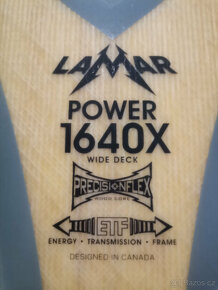 LAMAR
POWER
1640X
WIDE DECK
PRECISIONFLEX
WOOD CORE
ETF
ENERGY • TRANSMISSION • FRAME
DESIGNED IN CANADA